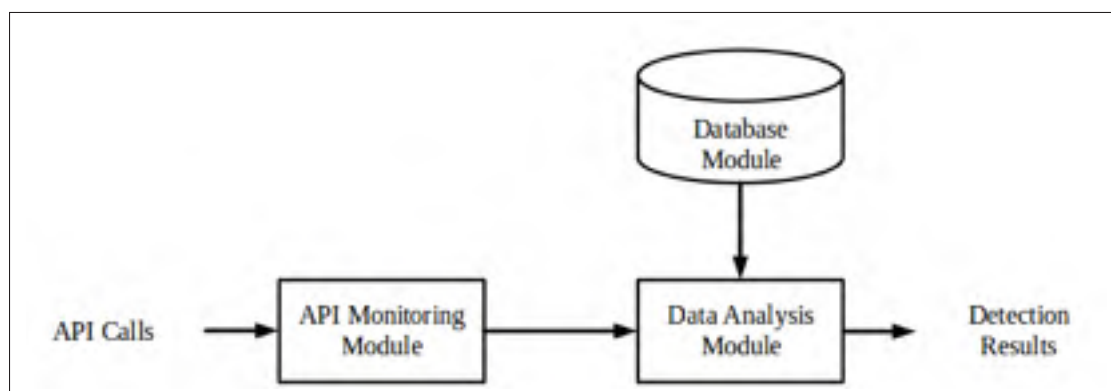 Database
Module
API Calls
API Monitoring
Module
Data Analysis
Module
Detection
Results